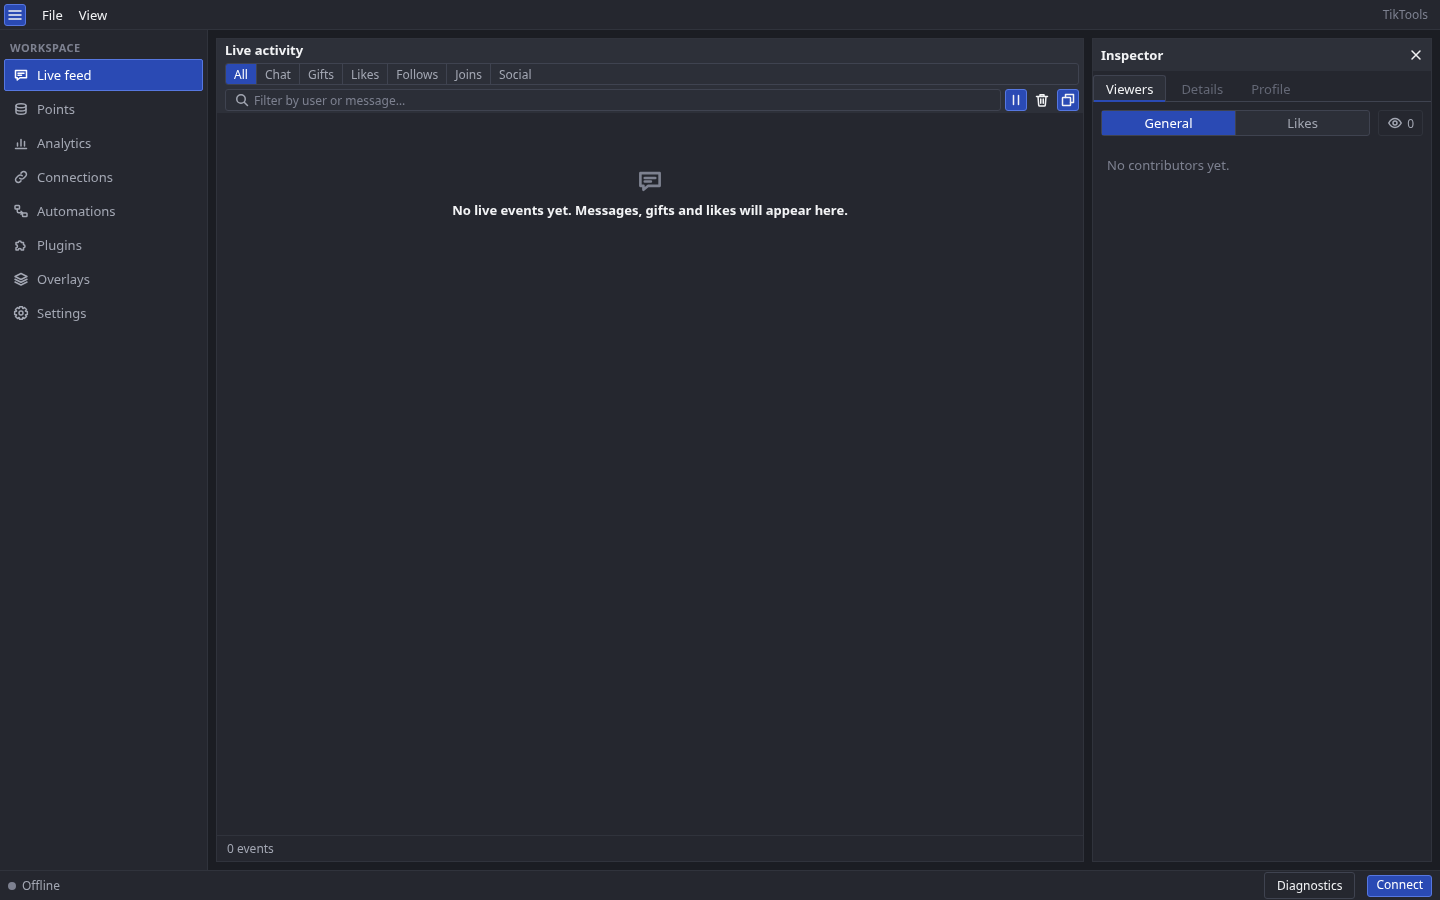 File View TikTools
WORKSPACE
Live feed
Points
Analytics
Connections
Automations
Plugins
Overlays
Settings
Live activity
All Chat Gifts Likes Follows Joins Social
Filter by user or message...
No live events yet. Messages, gifts and likes will appear here.
0 events
Inspector
Viewers Details Profile
General Likes 0
No contributors yet.
Offline Diagnostics Connect